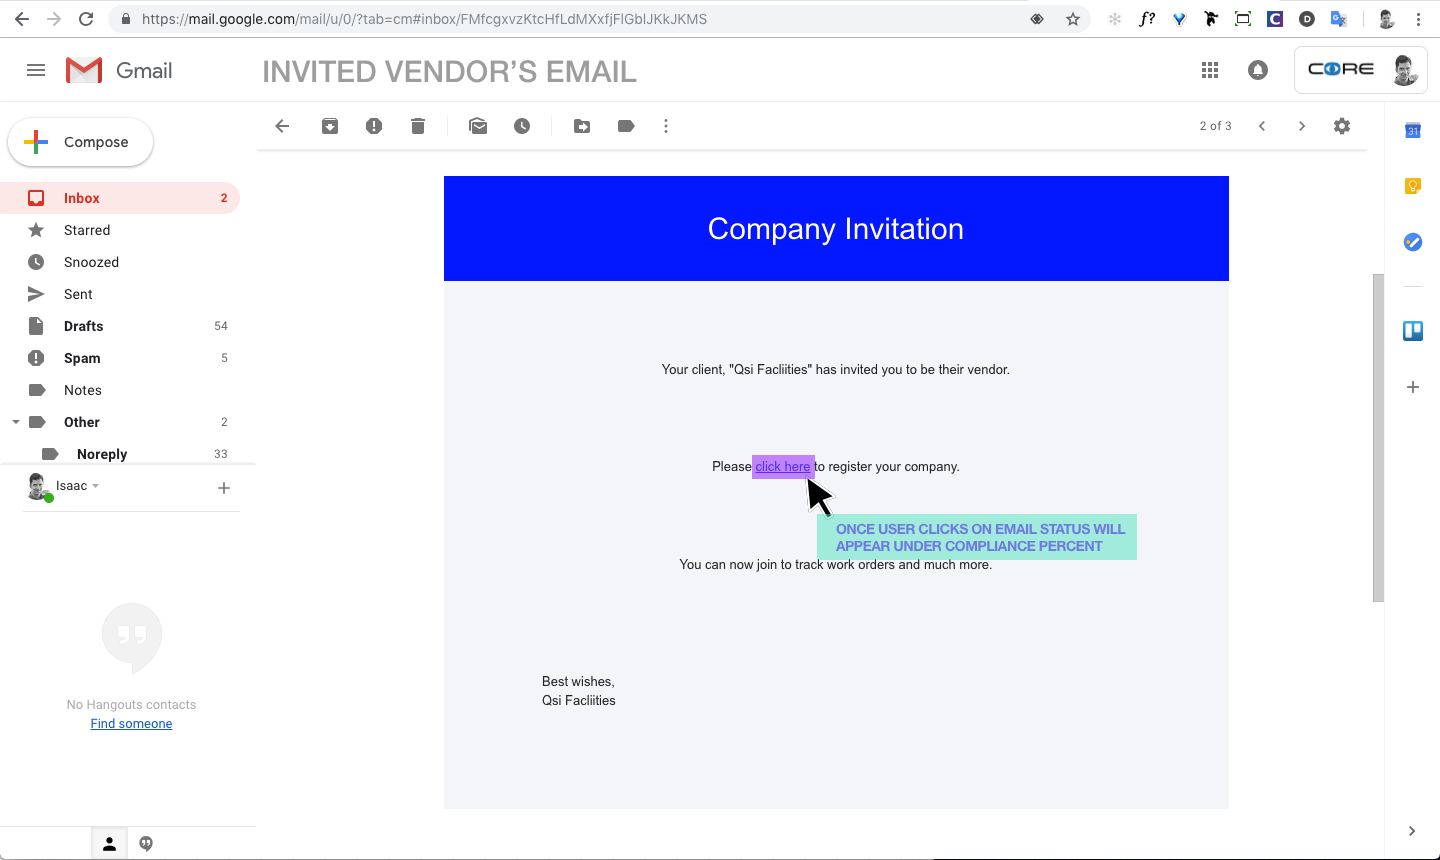 https://mail.google.com/mail/u/0/?tab=cm#inbox/FMfcgxvzKtcHfLdMXxfjFlGblJKkJKMS
f?
C
D
Gmail
INVITED VENDOR'S EMAIL
CORE
Compose
2 of 3
31
Inbox 2
Starred
Snoozed
Sent
Drafts 54
Spam 5
Notes
Other 2
Noreply 33
Isaac
No Hangouts contacts
Find someone
Company Invitation
Your client, "Qsi Facliities" has invited you to be their vendor.
Please click here to register your company.
ONCE USER CLICKS ON EMAIL STATUS WILL
APPEAR UNDER COMPLIANCE PERCENT
You can now join to track work orders and much more.
Best wishes,
Qsi Facliities